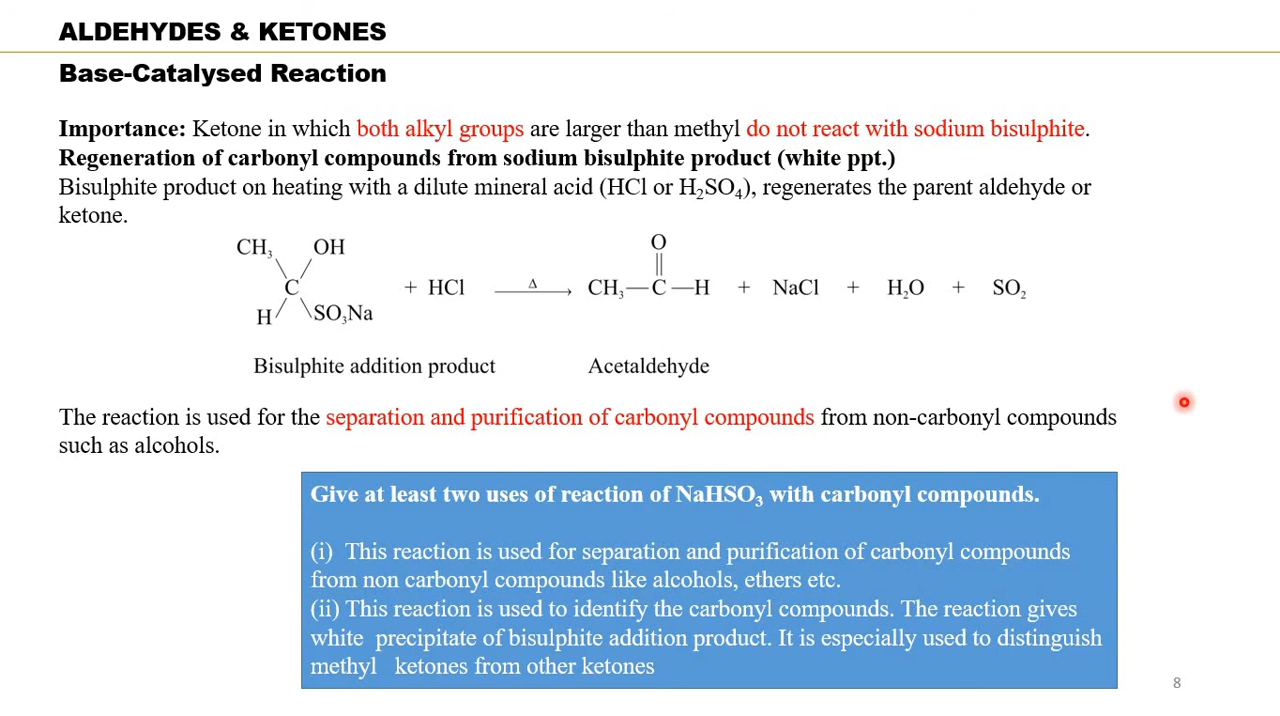 ALDEHYDES & KETONES
Base-Catalysed Reaction
Importance: Ketone in which both alkyl groups are larger than methyl do not react with sodium bisulphite.
Regeneration of carbonyl compounds from sodium bisulphite product (white ppt.)
Bisulphite product on heating with a dilute mineral acid (HCl or H₂SO₄), regenerates the parent aldehyde or
ketone.
CH₃ OH O
C + HCl Δ CH₃—C—H + NaCl + H₂O + SO₂
H SO₃Na
Bisulphite addition product Acetaldehyde
The reaction is used for the separation and purification of carbonyl compounds from non-carbonyl compounds
such as alcohols.
Give at least two uses of reaction of NaHSO₃ with carbonyl compounds.
(i) This reaction is used for separation and purification of carbonyl compounds
from non carbonyl compounds like alcohols, ethers etc.
(ii) This reaction is used to identify the carbonyl compounds. The reaction gives
white precipitate of bisulphite addition product. It is especially used to distinguish
methyl ketones from other ketones
8